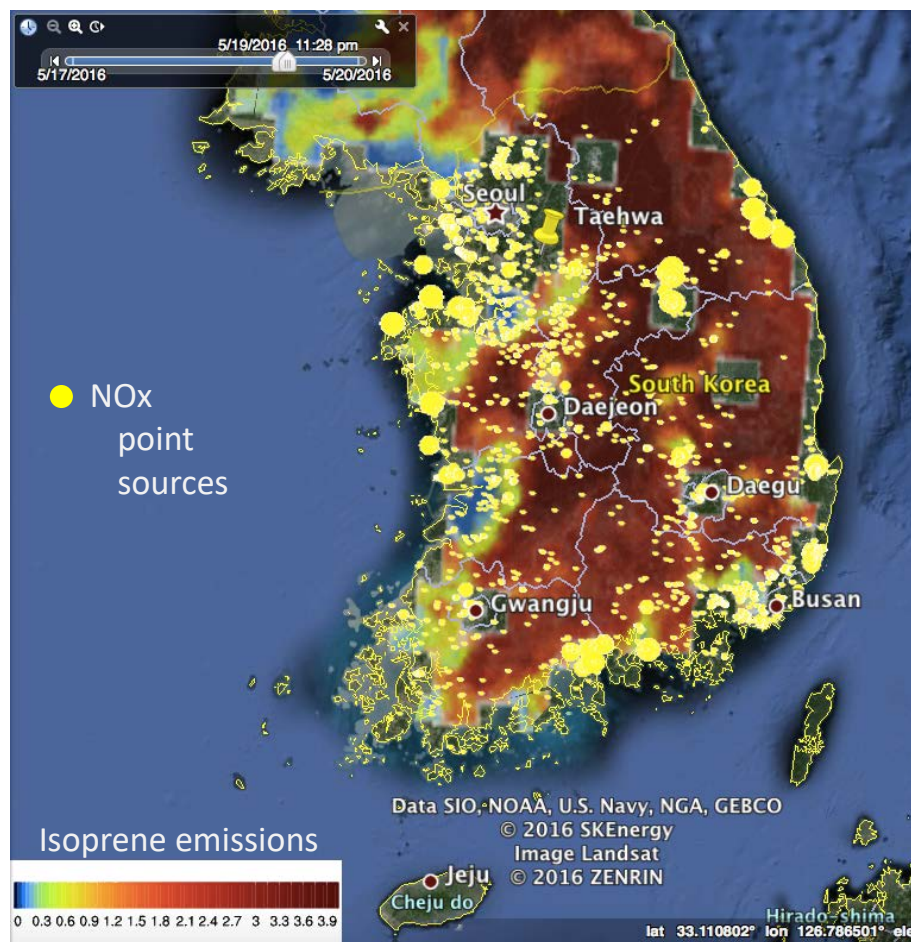 5/19/2016 11:28 pm
5/17/2016
5/20/2016
Seoul
Taehwa
NOx
point
sources
South Korea
Daejeon
Daegu
Gwangju
Busan
Data SIO, NOAA, U.S. Navy, NGA, GEBCO
© 2016 SKEnergy
Image Landsat
© 2016 ZENRIN
Isoprene emissions
0 0.3 0.6 0.9 1.2 1.5 1.8 2.1 2.4 2.7 3 3.3 3.6 3.9
Jeju
Cheju do
Hirado-shima
lat 33.110802° lon 126.786501° ele